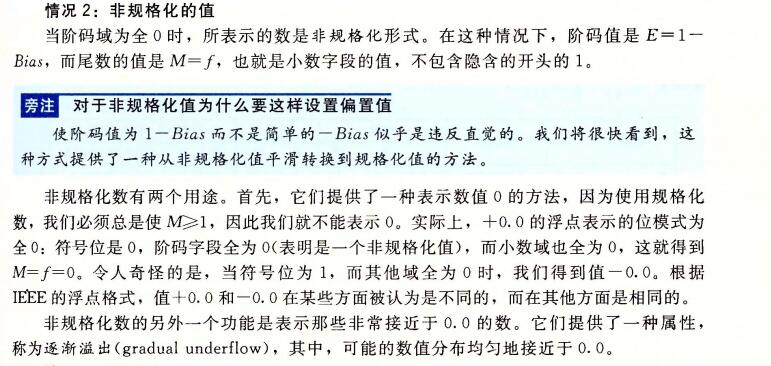 情况 2:非规格化的值
当阶码域为全 0 时,所表示的数是非规格化形式。在这种情况下,阶码值是 E=1-
Bias,而尾数的值是 M=f,也就是小数字段的值,不包含隐含的开头的 1。
旁注 对于非规格化值为什么要这样设置偏置值
使阶码值为 1-Bias 而不是简单的-Bias 似乎是违反直觉的。我们将很快看到,这
种方式提供了一种从非规格化值平滑转换到规格化值的方法。
非规格化数有两个用途。首先,它们提供了一种表示数值 0 的方法,因为使用规格化
数,我们必须总是使 M≥1,因此我们就不能表示 0。实际上,+0.0 的浮点表示的位模式为
全 0:符号位是 0,阶码字段全为 0(表明是一个非规格化值),而小数域也全为 0,这就得到
M=f=0。令人奇怪的是,当符号位为 1,而其他域全为 0 时,我们得到值-0.0。根据
IEEE 的浮点格式,值+0.0 和-0.0 在某些方面被认为是不同的,而在其他方面是相同的。
非规格化数的另外一个功能是表示那些非常接近于 0.0 的数。它们提供了一种属性,
称为逐渐溢出(gradual underflow),其中,可能的数值分布均匀地接近于 0.0。